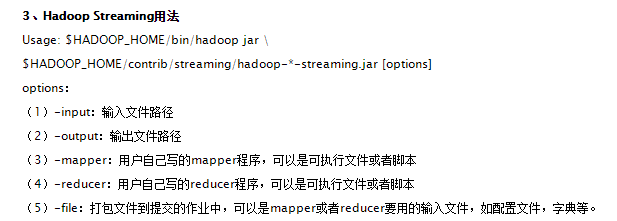 3、Hadoop Streaming用法
Usage: $HADOOP_HOME/bin/hadoop jar \
$HADOOP_HOME/contrib/streaming/hadoop-*-streaming.jar [options]
options：
（1）-input：输入文件路径
（2）-output：输出文件路径
（3）-mapper：用户自己写的mapper程序，可以是可执行文件或者脚本
（4）-reducer：用户自己写的reducer程序，可以是可执行文件或者脚本
（5）-file：打包文件到提交的作业中，可以是mapper或者reducer要用的输入文件，如配置文件，字典等。